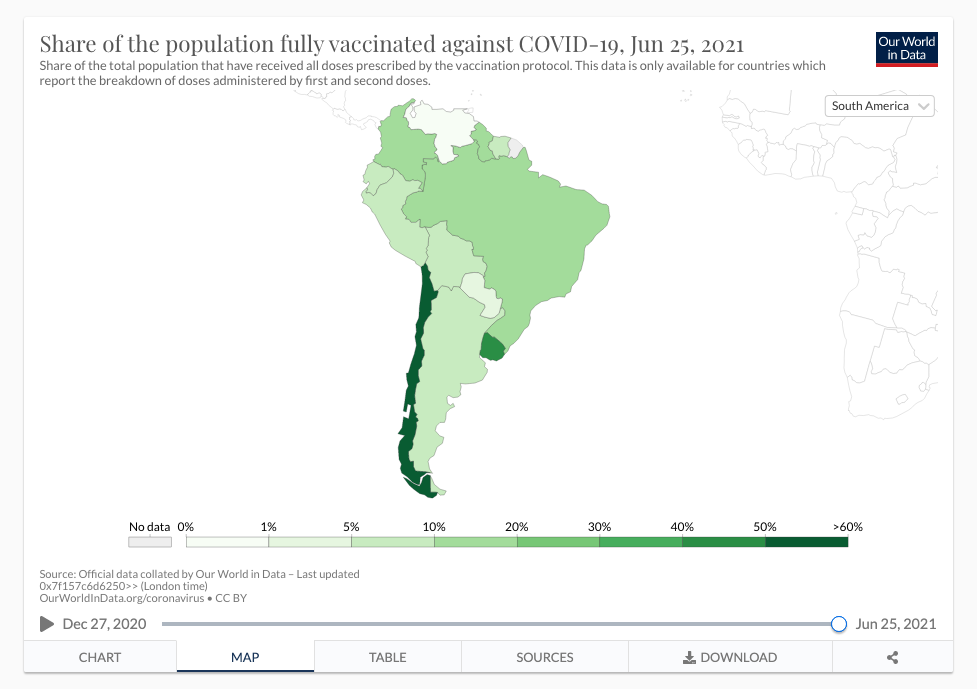 Share of the population fully vaccinated against COVID-19, Jun 25, 2021
Our World
in Data
Share of the total population that have received all doses prescribed by the vaccination protocol. This data is only available for countries which
report the breakdown of doses administered by first and second doses.
South America
No data 0% 1% 5% 10% 20% 30% 40% 50% >60%
Source: Official data collated by Our World in Data – Last updated
0x7f157c6d6250>> (London time)
OurWorldInData.org/coronavirus • CC BY
Dec 27, 2020 Jun 25, 2021
CHART MAP TABLE SOURCES DOWNLOAD